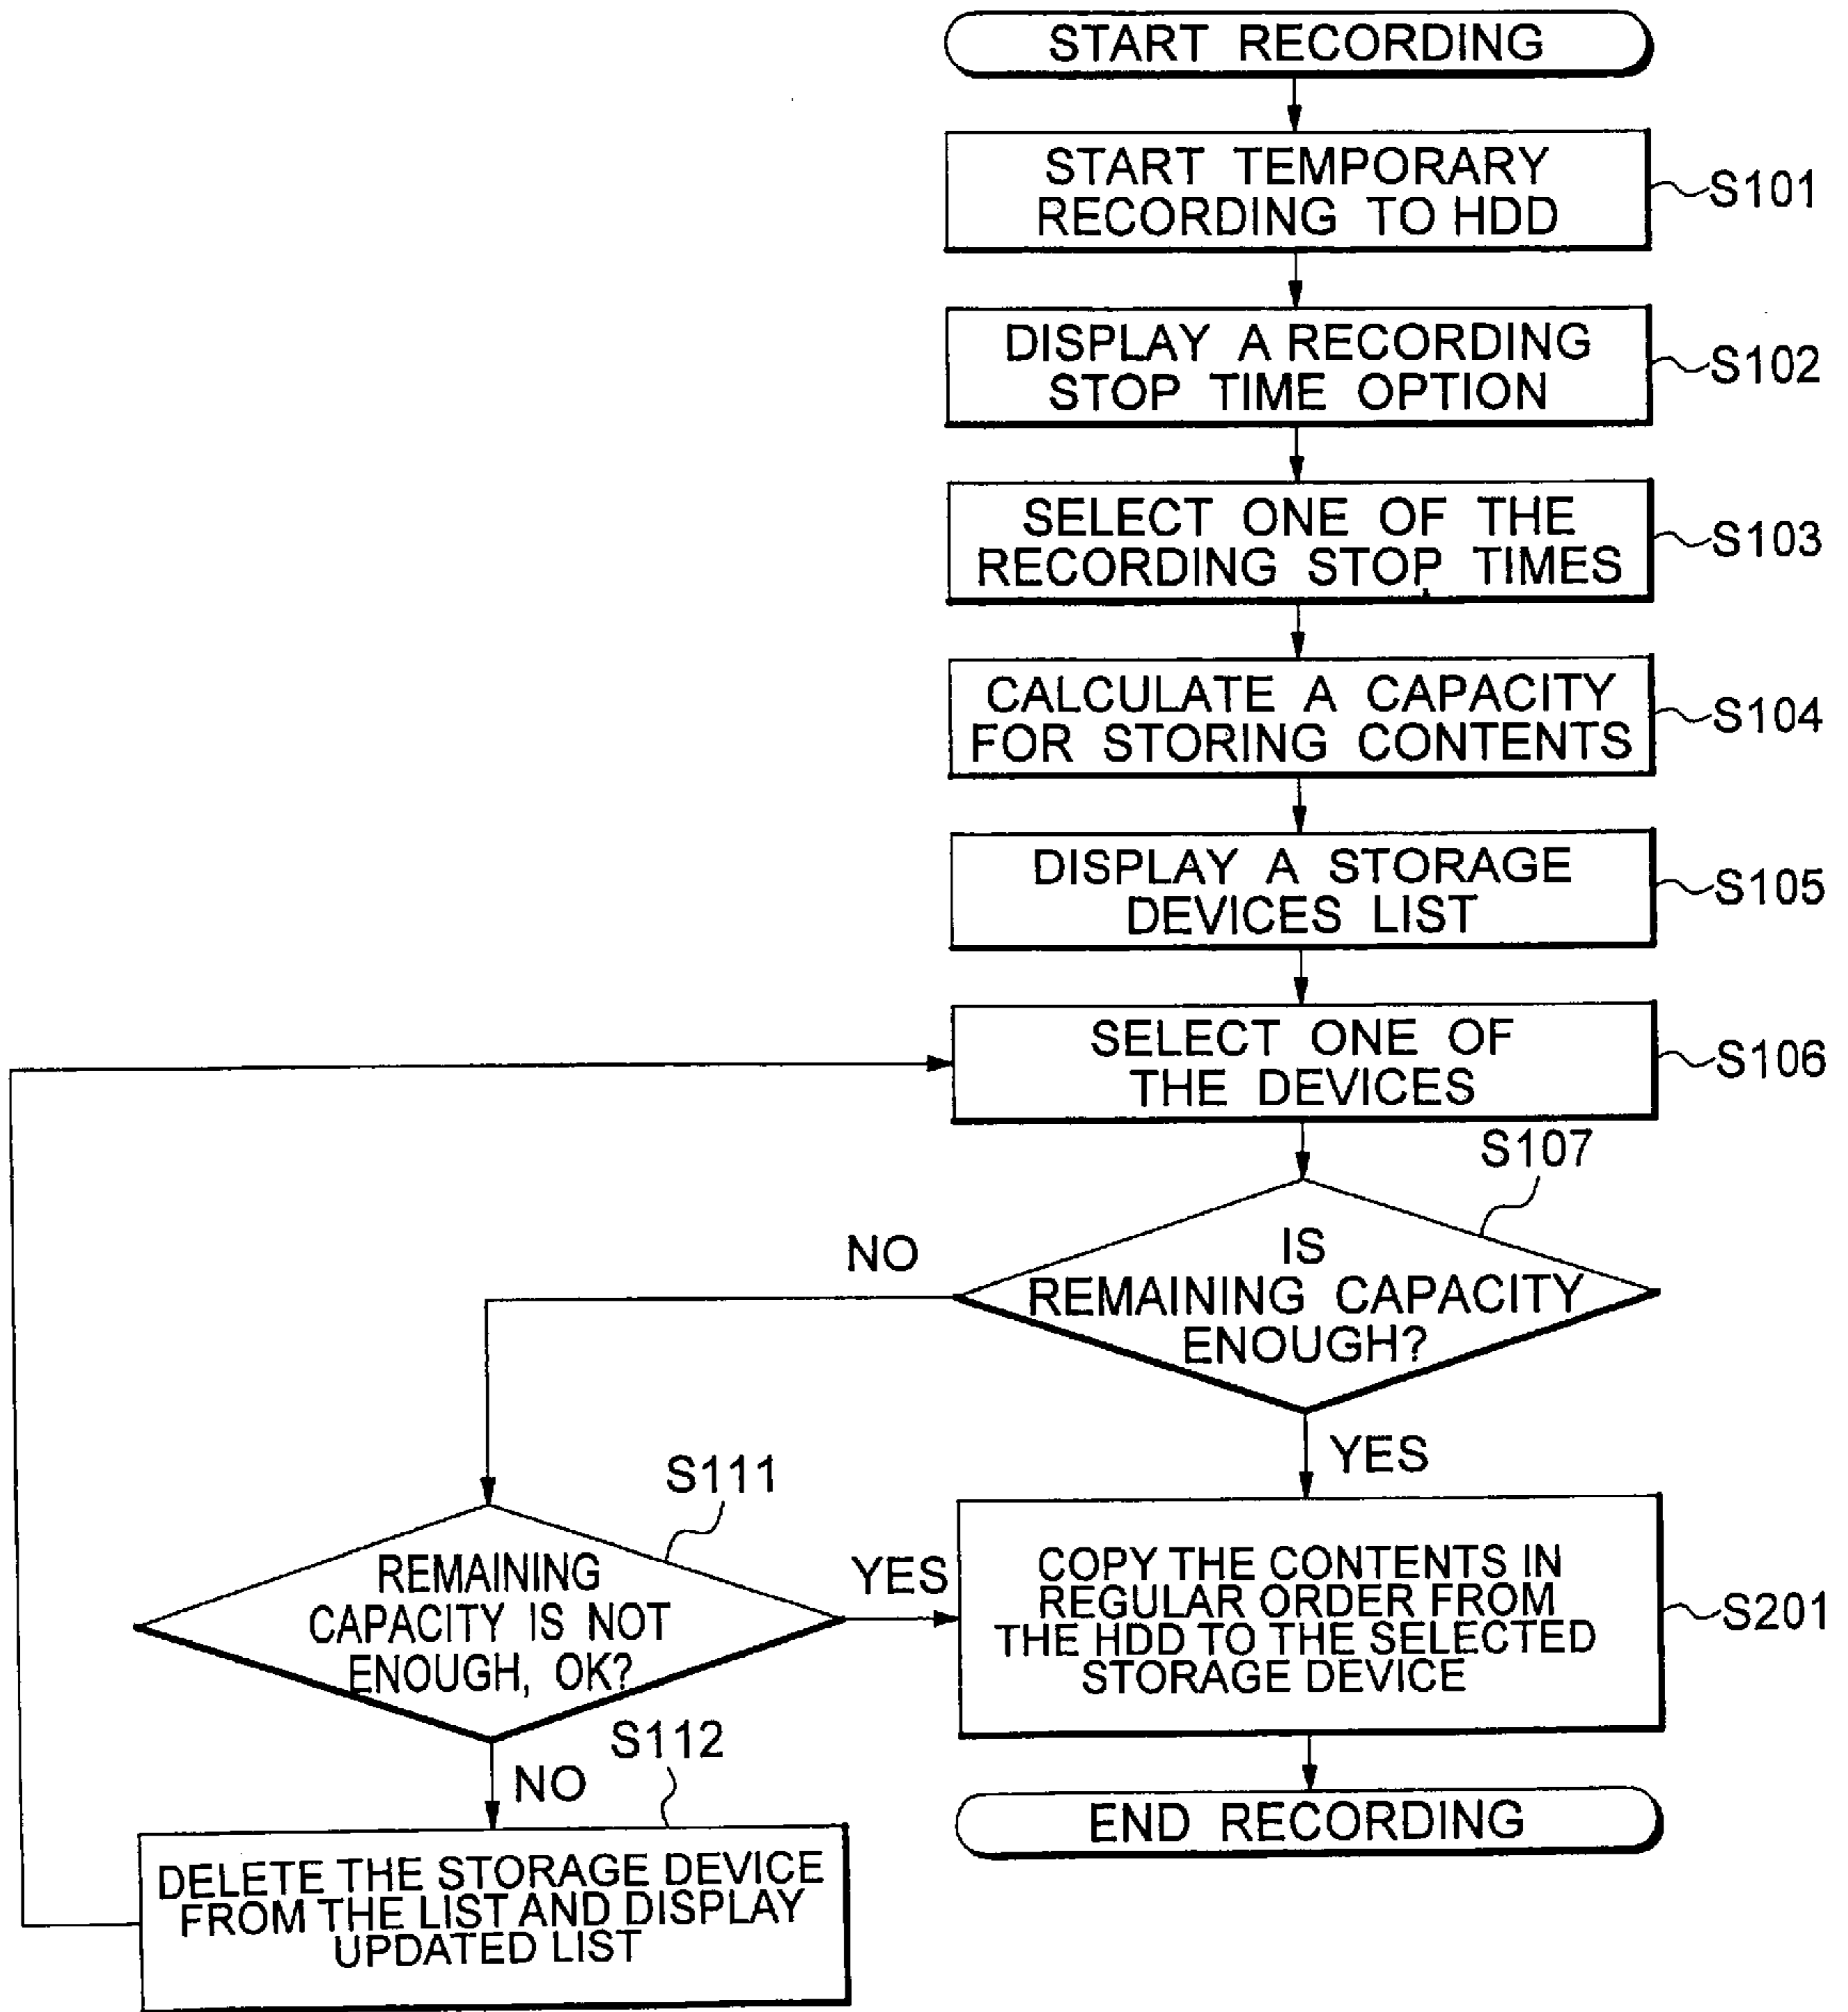 START RECORDING
START TEMPORARY
RECORDING TO HDD
S101
DISPLAY A RECORDING
STOP TIME OPTION
S102
SELECT ONE OF THE
RECORDING STOP TIMES
S103
CALCULATE A CAPACITY
FOR STORING CONTENTS
S104
DISPLAY A STORAGE
DEVICES LIST
S105
SELECT ONE OF
THE DEVICES
S106
S107
IS
REMAINING CAPACITY
ENOUGH?
NO
YES
S111
REMAINING
CAPACITY IS NOT
ENOUGH, OK?
YES
COPY THE CONTENTS IN
REGULAR ORDER FROM
THE HDD TO THE SELECTED
STORAGE DEVICE
S201
NO
S112
DELETE THE STORAGE DEVICE
FROM THE LIST AND DISPLAY
UPDATED LIST
END RECORDING